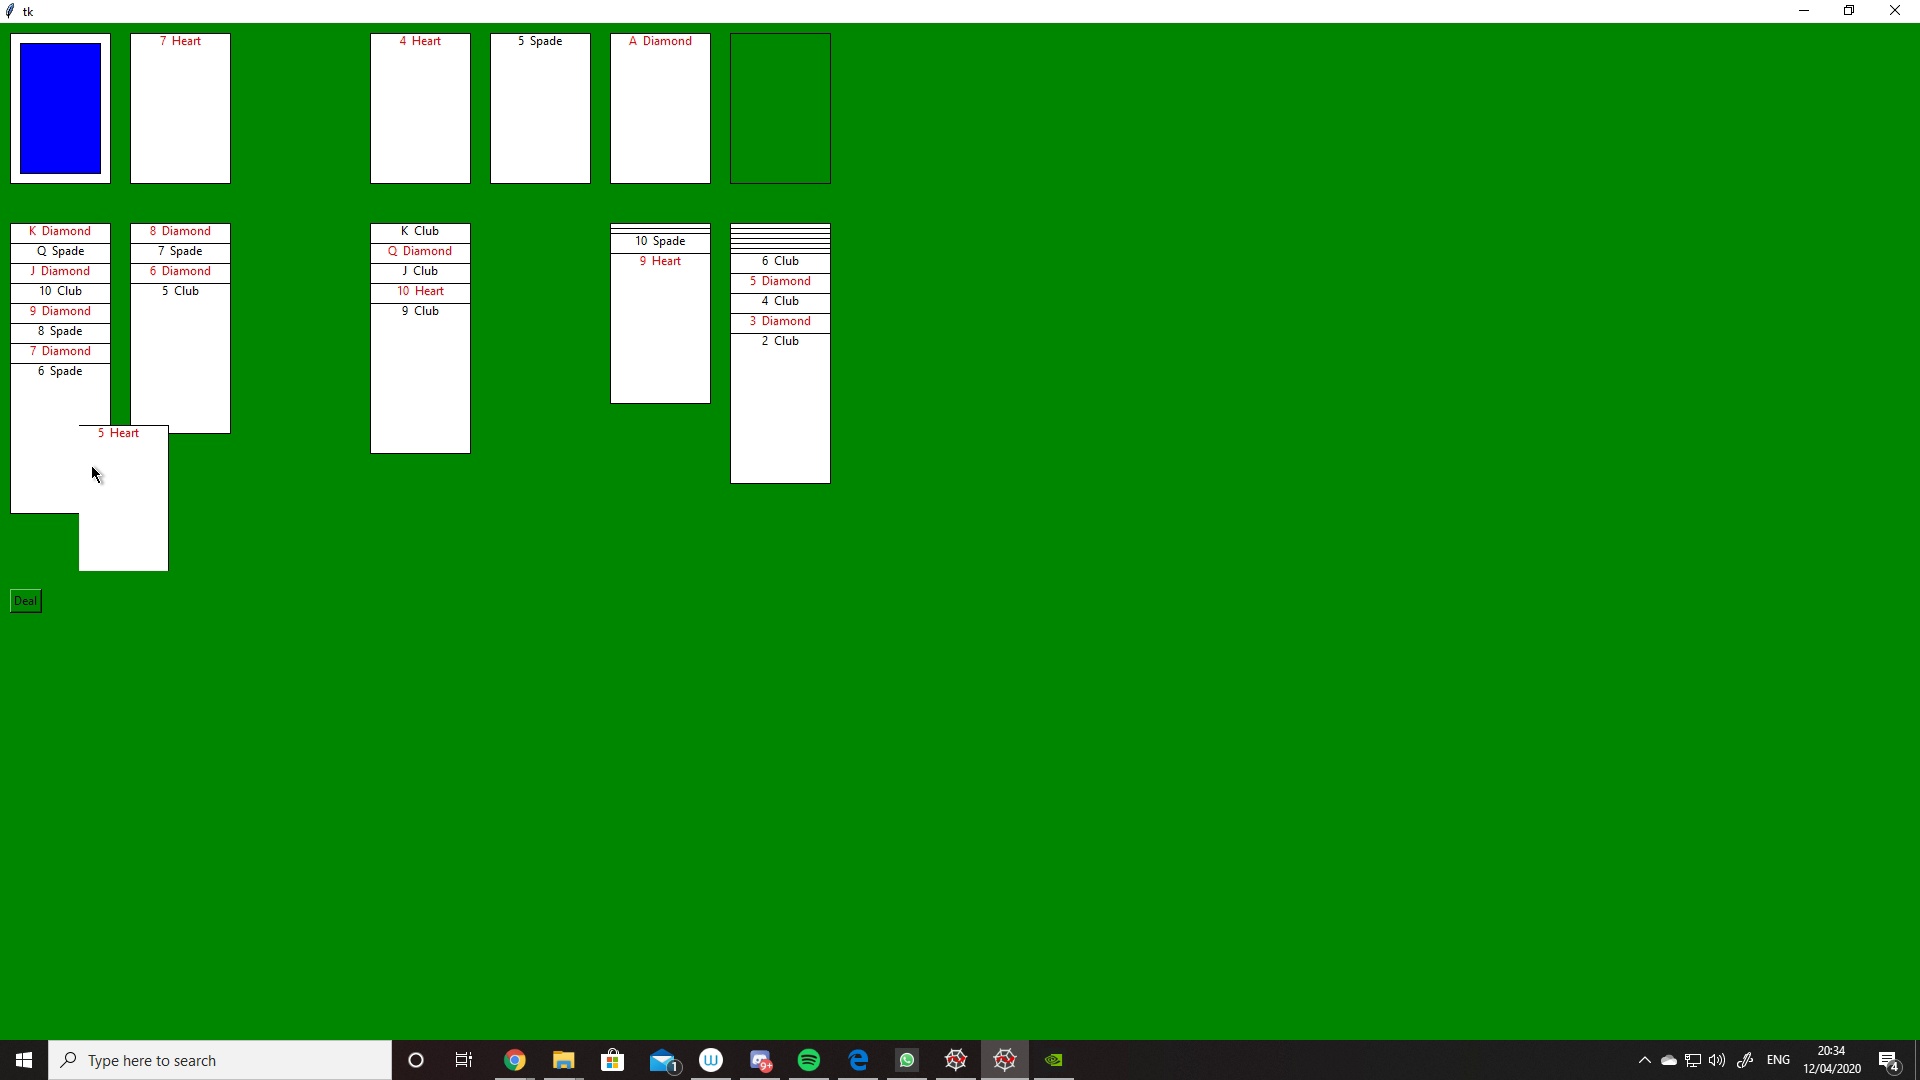 tk
7 Heart
4 Heart
5 Spade
A Diamond
K Diamond
Q Spade
J Diamond
10 Club
9 Diamond
8 Spade
7 Diamond
6 Spade
8 Diamond
7 Spade
6 Diamond
5 Club
5 Heart
K Club
Q Diamond
J Club
10 Heart
9 Club
10 Spade
9 Heart
6 Club
5 Diamond
4 Club
3 Diamond
2 Club
Deal
Type here to search
1
W
9+
ENG
20:34
12/04/2020
4